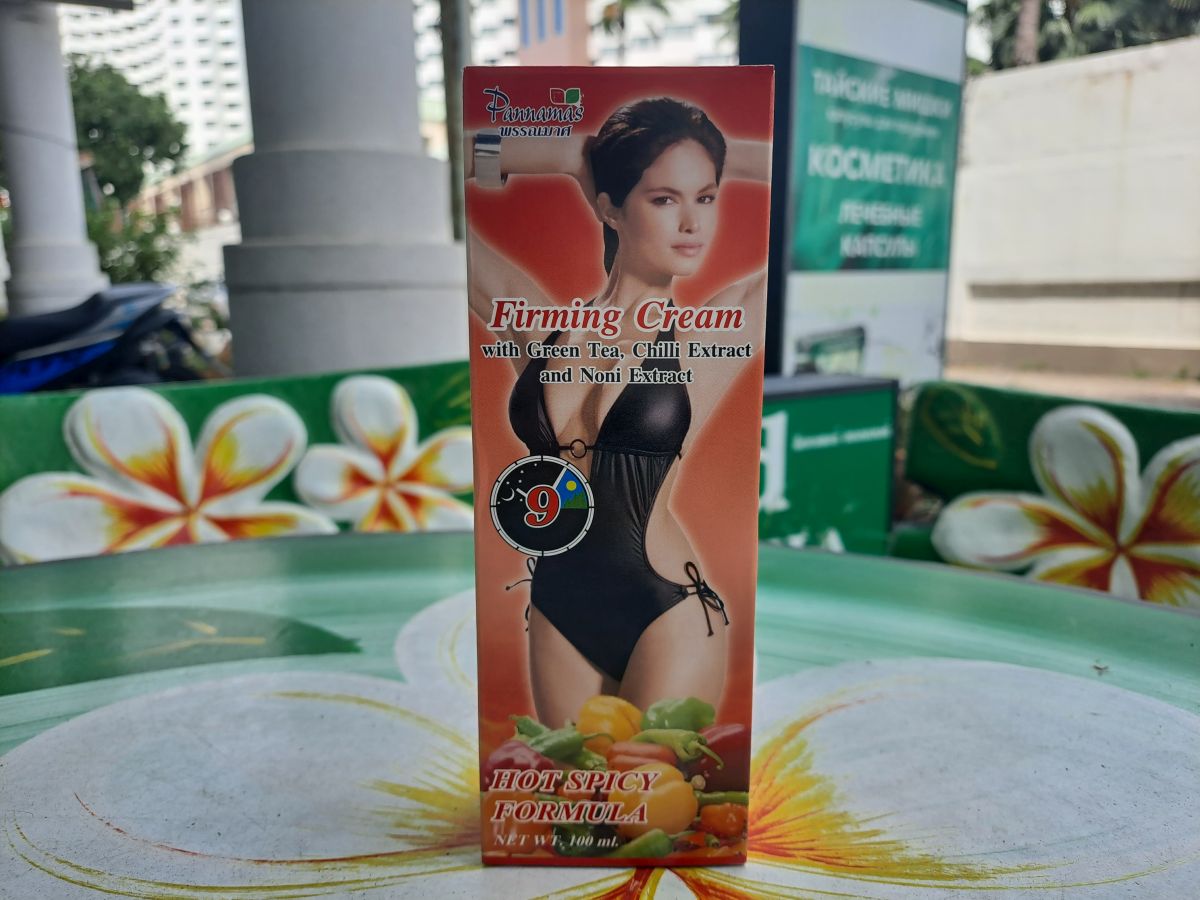 Pannamas
พรรณมาศ
Firming Cream
with Green Tea, Chilli Extract
and Noni Extract
9
HOT SPICY
FORMULA
NET WT. 100 ml.
ТАЙСКИЕ МИШКИ
КОСМЕТИКА
ЛЕЧЕБНЫЕ
КАПСУЛЫ
Я